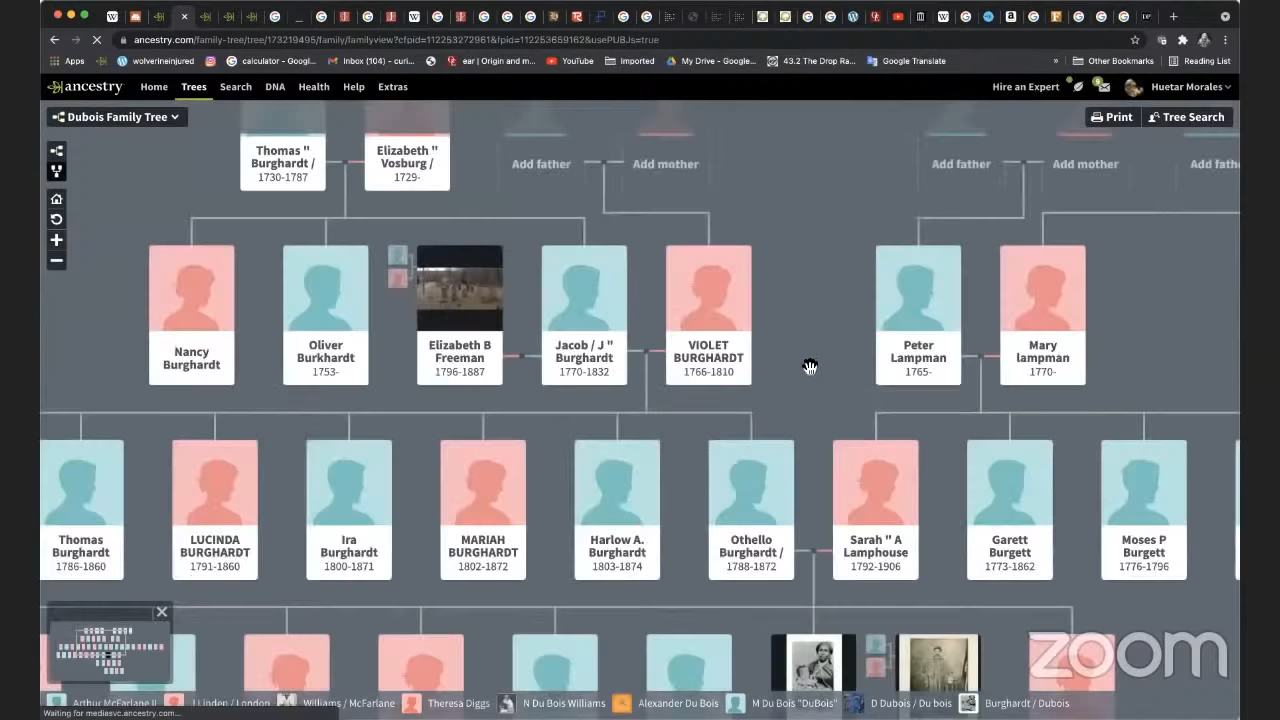 ancestry.com/family-tree/tree/173219495/family/familyview?cfpid=112253272961&fpid=112253659162&usePUBJs=true
Apps
wolverineinjured
calculator - Googl...
Inbox (104) - curi...
ear | Origin and m...
YouTube
Imported
My Drive - Google...
43.2 The Drop Ra...
Google Translate
»
Other Bookmarks
Reading List
ancestry
Home
Trees
Search
DNA
Health
Help
Extras
Hire an Expert
Huetar Morales
Dubois Family Tree
Print
Tree Search
Thomas "
Burghardt /
1730-1787
Elizabeth "
Vosburg /
1729-
Add father
Add mother
Add father
Add mother
Add fath
Nancy
Burghardt
Oliver
Burkhardt
1753-
Elizabeth B
Freeman
1796-1887
Jacob / J "
Burghardt
1770-1832
VIOLET
BURGHARDT
1766-1810
Peter
Lampman
1765-
Mary
lampman
1770-
Thomas
Burghardt
1786-1860
LUCINDA
BURGHARDT
1791-1860
Ira
Burghardt
1800-1871
MARIAH
BURGHARDT
1802-1872
Harlow A.
Burghardt
1803-1874
Othello
Burghardt /
1788-1872
Sarah " A
Lamphouse
1792-1906
Garett
Burgett
1773-1862
Moses P
Burgett
1776-1796
zoom
Arthur McFarlane II
Williams / McFarlane
Theresa Diggs
N Du Bois Williams
Alexander Du Bois
M Du Bois "DuBois"
D Dubois / Du bois
Burghardt / Dubois
Waiting for mediasvc.ancestry.com...